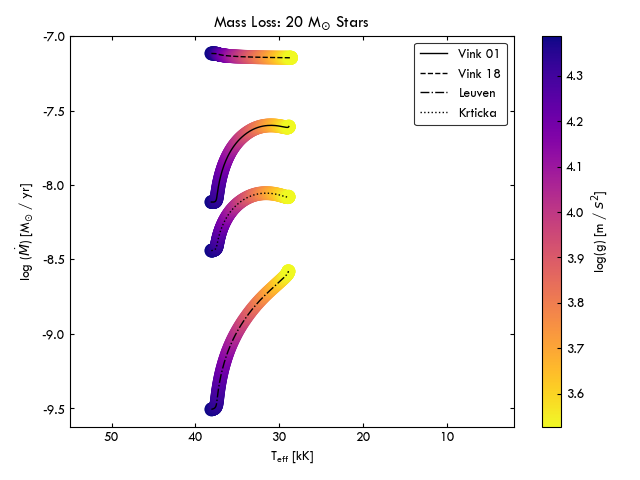 Mass Loss: 20 M⊙ Stars
log (Ṁ) [M⊙ / yr]
-7.0
-7.5
-8.0
-8.5
-9.0
-9.5
Vink 01
Vink 18
Leuven
Krticka
50
40
30
20
10
T_eff [kK]
4.3
4.2
4.1
4.0
3.9
3.8
3.7
3.6
log(g) [m / s²]